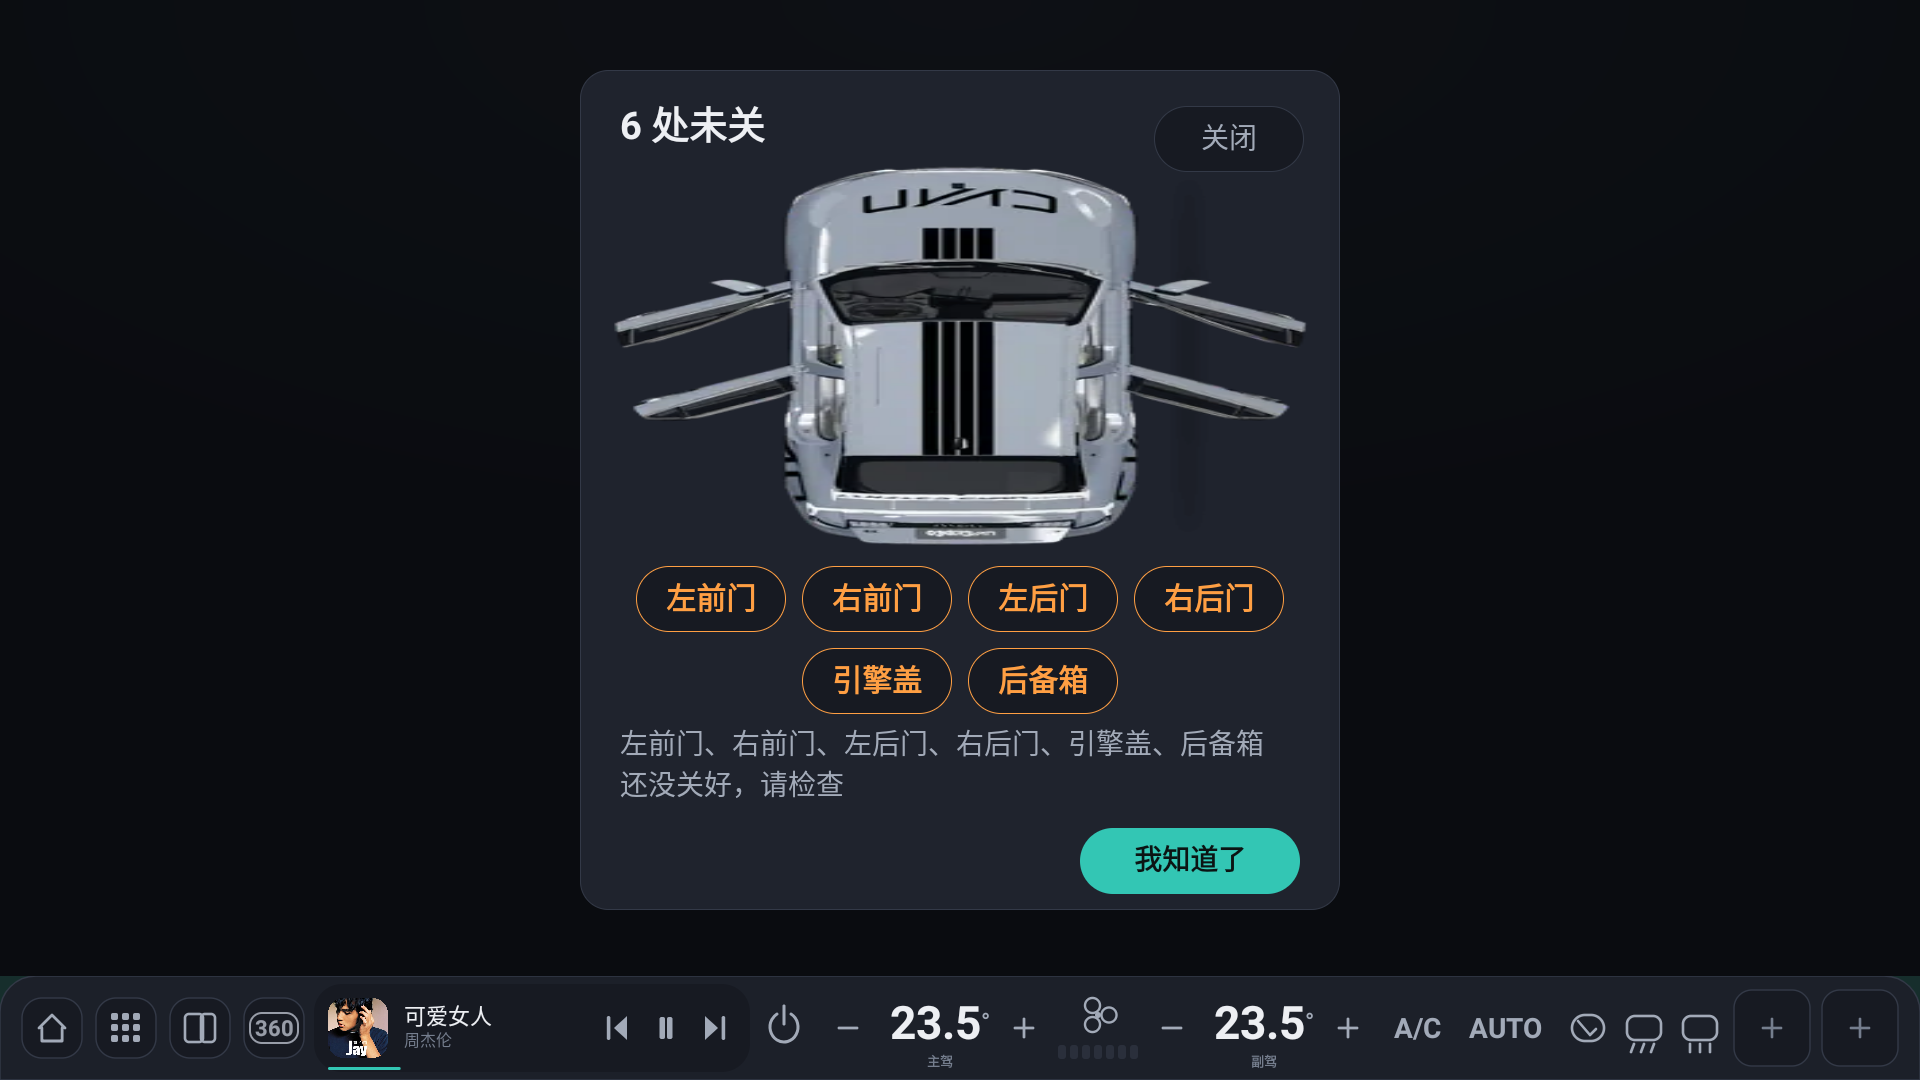 6 处未关
关闭
左前门
右前门
左后门
右后门
引擎盖
后备箱
左前门、右前门、左后门、右后门、引擎盖、后备箱
还没关好，请检查
我知道了
360
Jay
可爱女人
周杰伦
23.5°
主驾
23.5°
副驾
A/C
AUTO